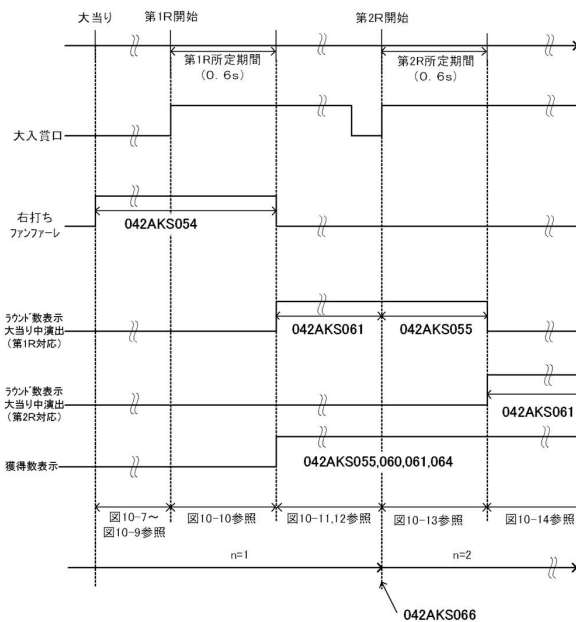 大当り
第1R開始
第2R開始
第1R所定期間
(0.6s)
第2R所定期間
(0.6s)
大入賞口
右打ち
ファンファーレ
042AKS054
ラウンド数表示
大当り中演出
(第1R対応)
042AKS061
042AKS055
ラウンド数表示
大当り中演出
(第2R対応)
042AKS061
獲得数表示
042AKS055,060,061,064
図10-7～
図10-9参照
図10-10参照
図10-11,12参照
図10-13参照
図10-14参照
n=1
n=2
042AKS066